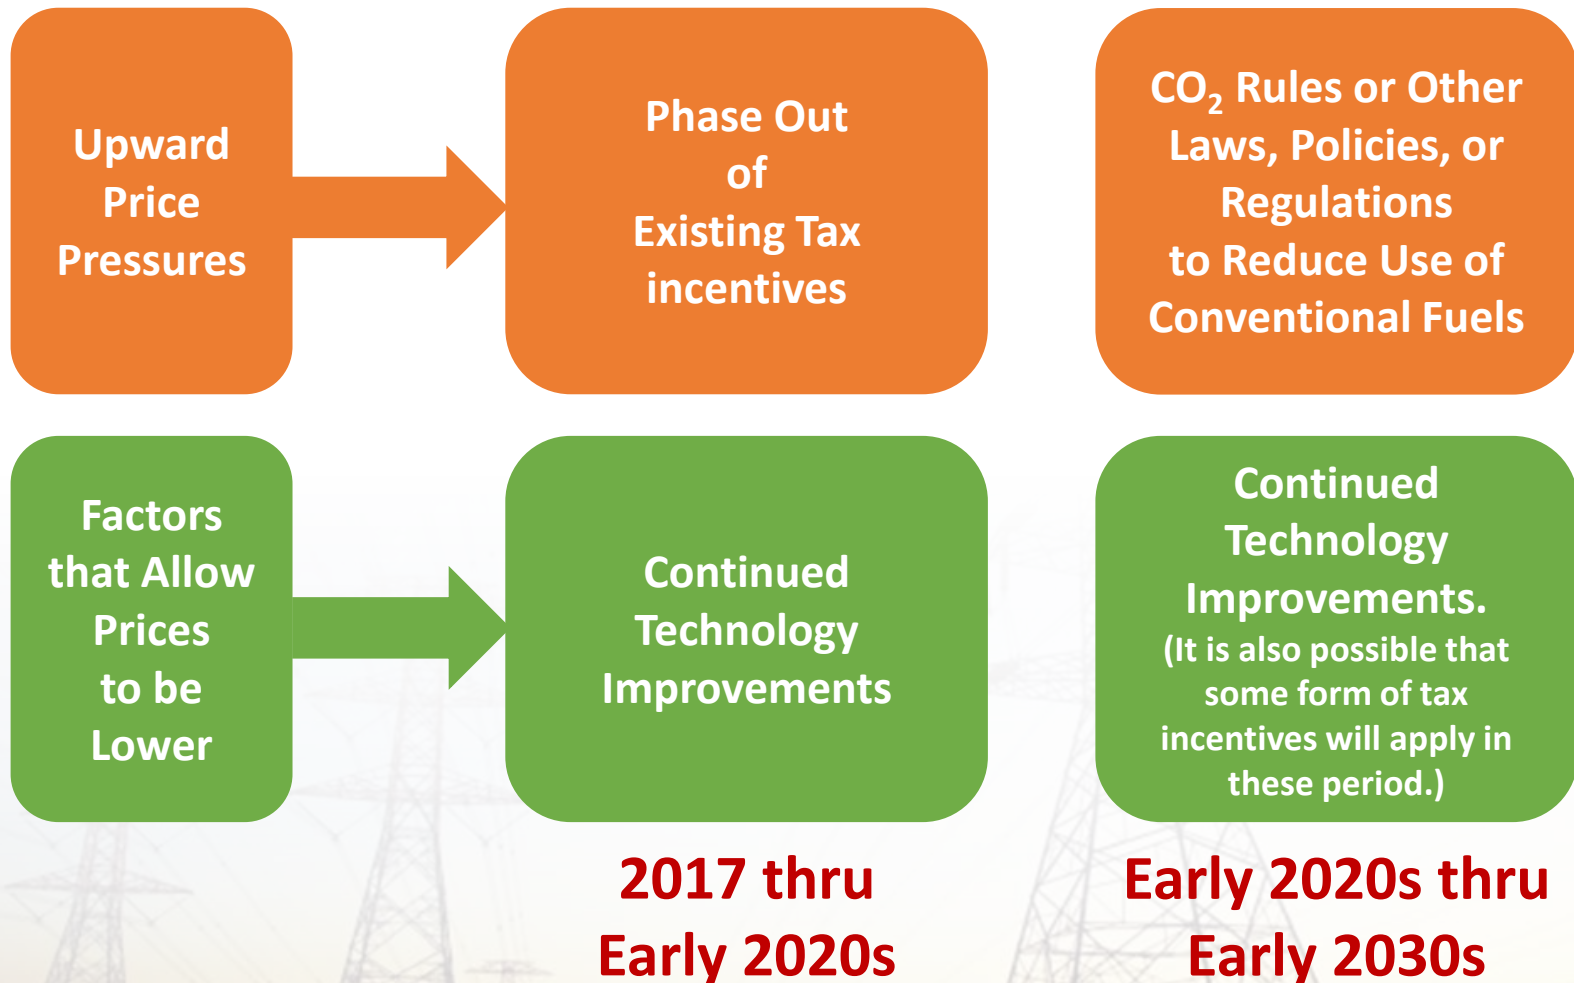 Upward
Price
Pressures
Phase Out
of
Existing Tax
incentives
CO₂ Rules or Other
Laws, Policies, or
Regulations
to Reduce Use of
Conventional Fuels
Factors
that Allow
Prices
to be
Lower
Continued
Technology
Improvements
Continued
Technology
Improvements.
(It is also possible that
some form of tax
incentives will apply in
these period.)
2017 thru
Early 2020s
Early 2020s thru
Early 2030s